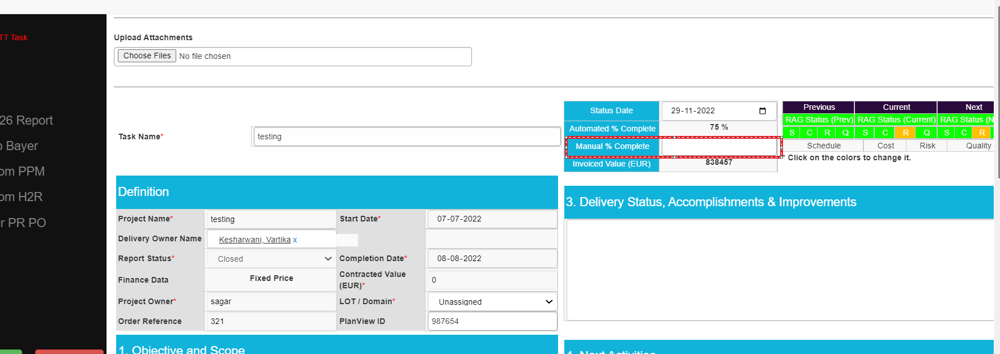 TT Task
26 Report
Bayer
om PPM
om H2R
r PR PO
Upload Attachments
Choose Files No file chosen
Task Name*
testing
Status Date
29-11-2022
Automated % Complete
75 %
Manual % Complete
Invoiced Value (EUR)
838457
Previous Current Next
RAG Status (Prev) RAG Status (Current) RAG Status (N
S C R Q S C R Q S C R
Schedule Cost Risk Quality
* Click on the colors to change it.
Definition
Project Name* testing Start Date* 07-07-2022
Delivery Owner Name Kesharwani, Vartika x
Report Status* Closed Completion Date* 08-08-2022
Finance Data Fixed Price Contracted Value
(EUR)* 0
Project Owner* sagar LOT / Domain* Unassigned
Order Reference 321 PlanView ID 987654
1. Objective and Scope
3. Delivery Status, Accomplishments & Improvements
4. Next Activities